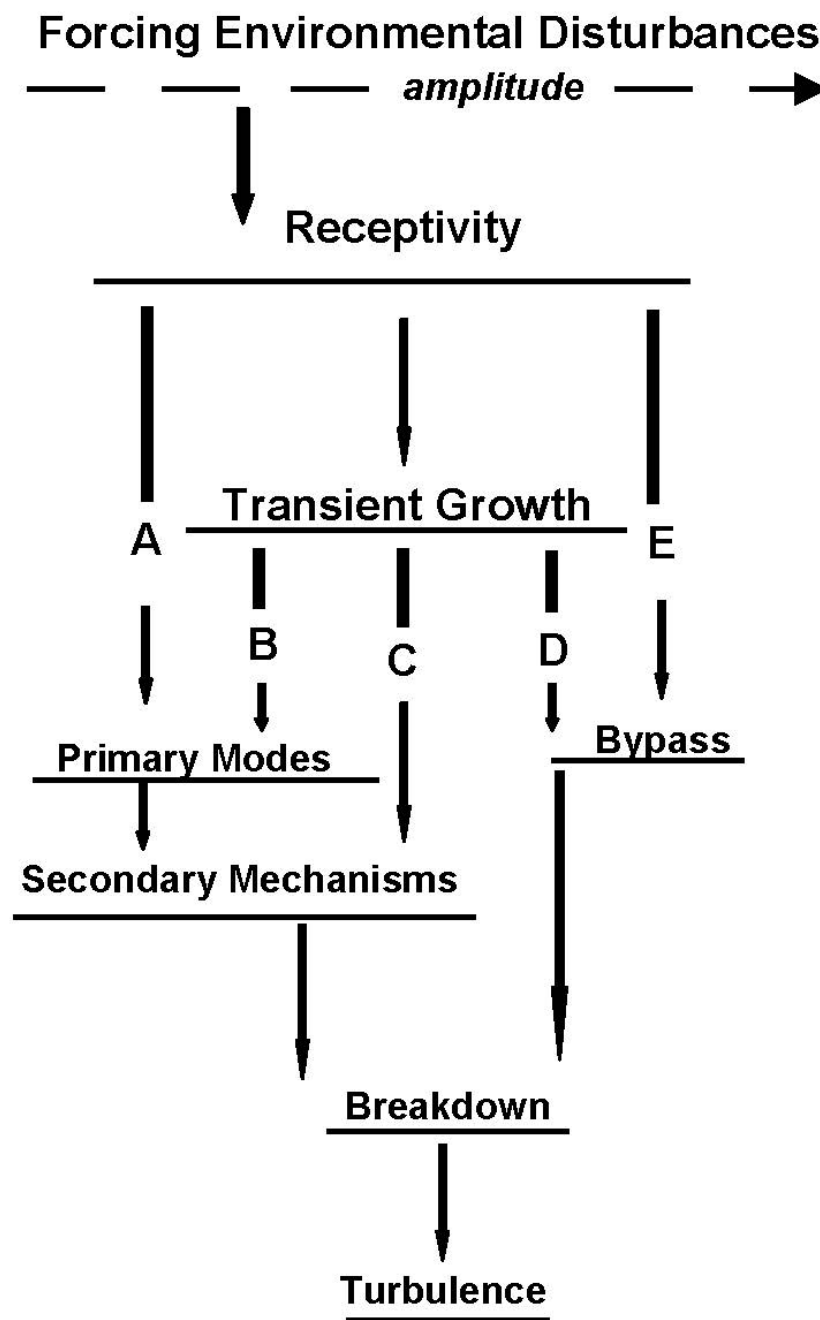 Forcing Environmental Disturbances
amplitude
Receptivity
Transient Growth
A
E
B
C
D
Primary Modes
Bypass
Secondary Mechanisms
Breakdown
Turbulence